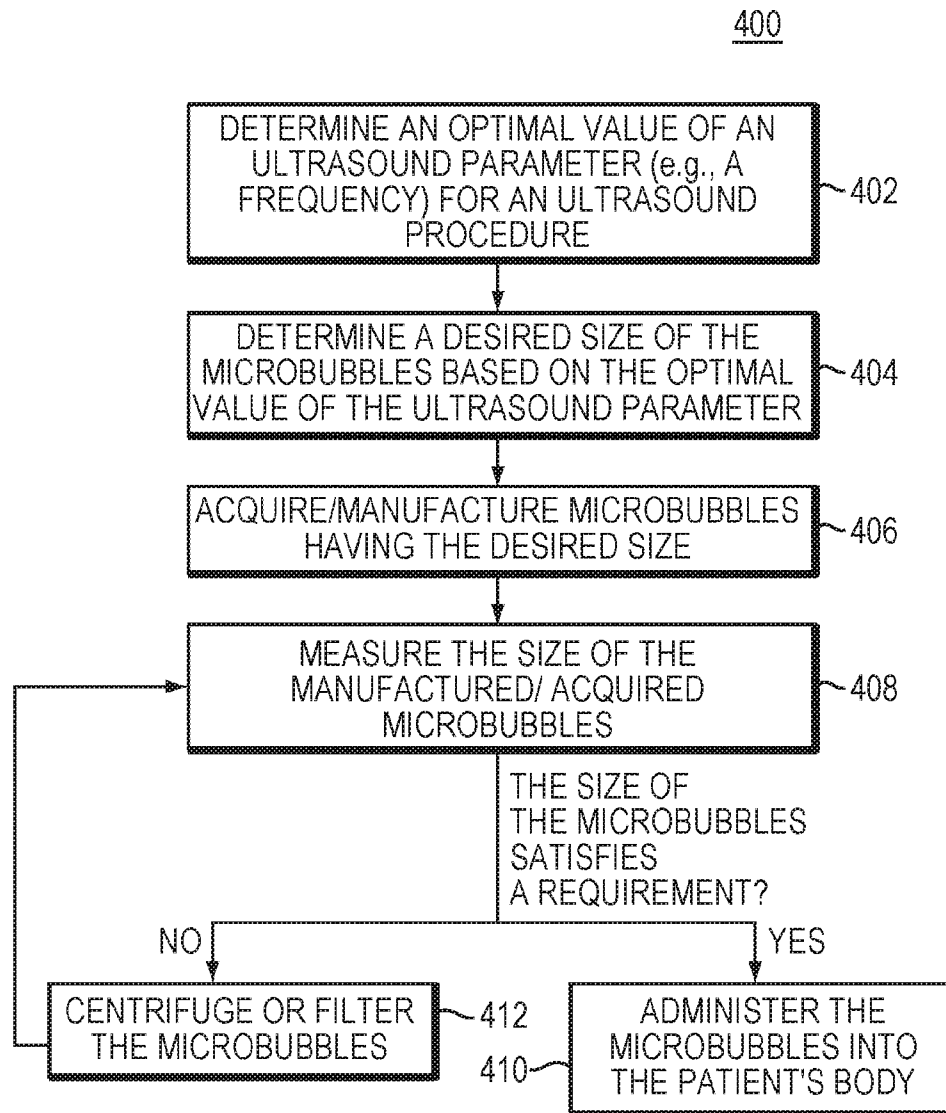 400
DETERMINE AN OPTIMAL VALUE OF AN
ULTRASOUND PARAMETER (e.g., A
FREQUENCY) FOR AN ULTRASOUND
PROCEDURE
402
DETERMINE A DESIRED SIZE OF THE
MICROBUBBLES BASED ON THE OPTIMAL
VALUE OF THE ULTRASOUND PARAMETER
404
ACQUIRE/MANUFACTURE MICROBUBBLES
HAVING THE DESIRED SIZE
406
MEASURE THE SIZE OF THE
MANUFACTURED/ ACQUIRED
MICROBUBBLES
408
THE SIZE OF
THE MICROBUBBLES
SATISFIES
A REQUIREMENT?
NO
YES
CENTRIFUGE OR FILTER
THE MICROBUBBLES
412
410
ADMINISTER THE
MICROBUBBLES INTO
THE PATIENT'S BODY